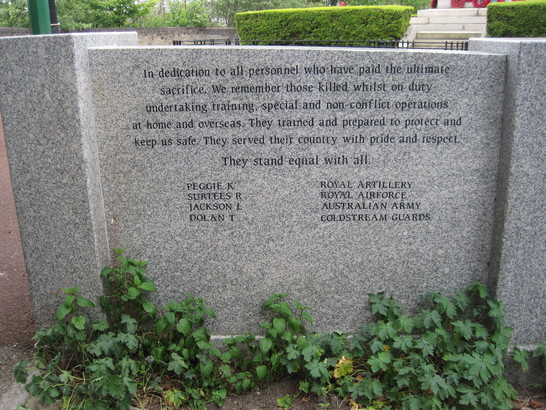 In dedication to all personnel who have paid the ultimate
sacrifice. We remember those killed whilst on duty
undertaking training, special and non-conflict operations
at home and overseas. They trained and prepared to protect and
keep us safe. They served their country with pride and respect.
They stand equal with all.
PEGGIE K ROYAL ARTILLERY
SURTEES R ROYAL AIRFORCE
JACKSON L AUSTRALIAN ARMY
DOLAN T COLDSTREAM GUARDS